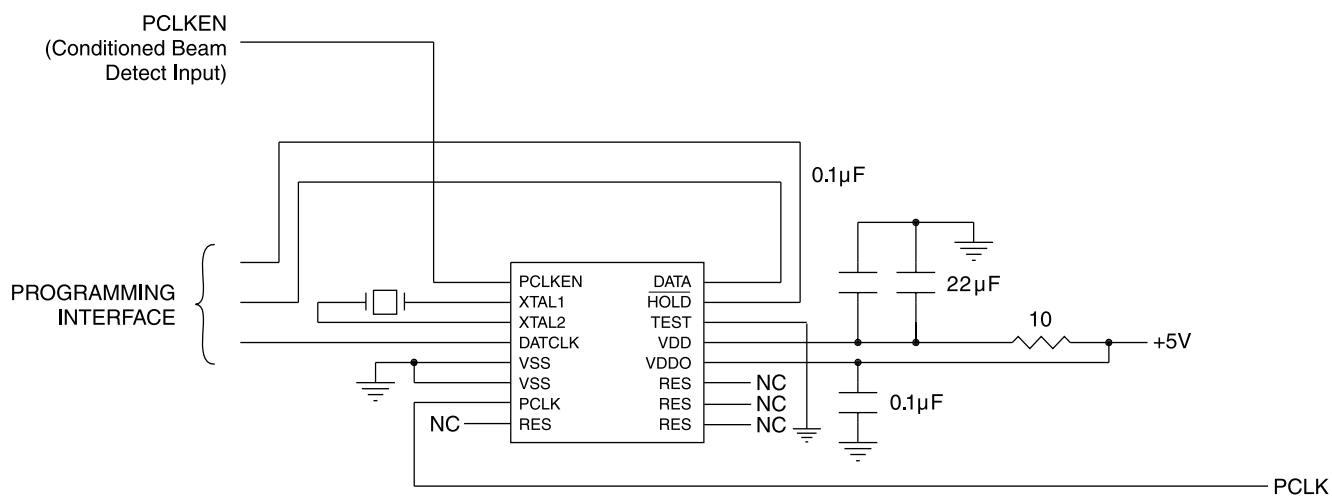 PCLKEN
(Conditioned Beam
Detect Input)
0.1µF
PROGRAMMING
INTERFACE
PCLKEN
XTAL1
XTAL2
DATCLK
VSS
VSS
PCLK
RES
DATA
HOLD
TEST
VDD
VDDO
RES
RES
RES
NC
NC
NC
NC
22µF
10
+5V
0.1µF
PCLK